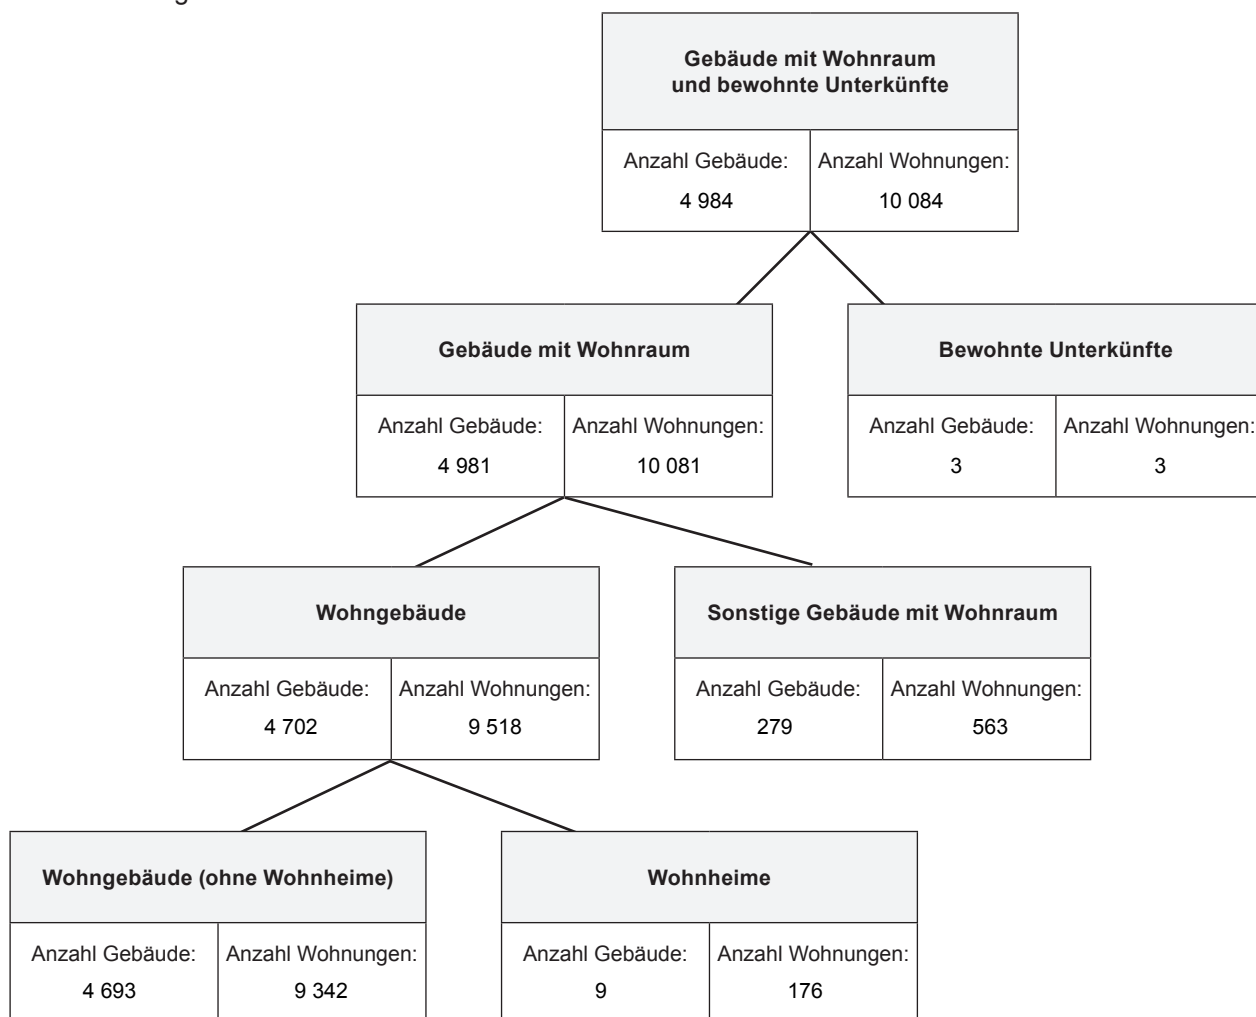 Gebäude mit Wohnraum
und bewohnte Unterkünfte
Anzahl Gebäude: Anzahl Wohnungen:
4 984 10 084
Gebäude mit Wohnraum
Bewohnte Unterkünfte
Anzahl Gebäude: Anzahl Wohnungen:
4 981 10 081
Anzahl Gebäude: Anzahl Wohnungen:
3 3
Wohngebäude
Sonstige Gebäude mit Wohnraum
Anzahl Gebäude: Anzahl Wohnungen:
4 702 9 518
Anzahl Gebäude: Anzahl Wohnungen:
279 563
Wohngebäude (ohne Wohnheime)
Wohnheime
Anzahl Gebäude: Anzahl Wohnungen:
4 693 9 342
Anzahl Gebäude: Anzahl Wohnungen:
9 176